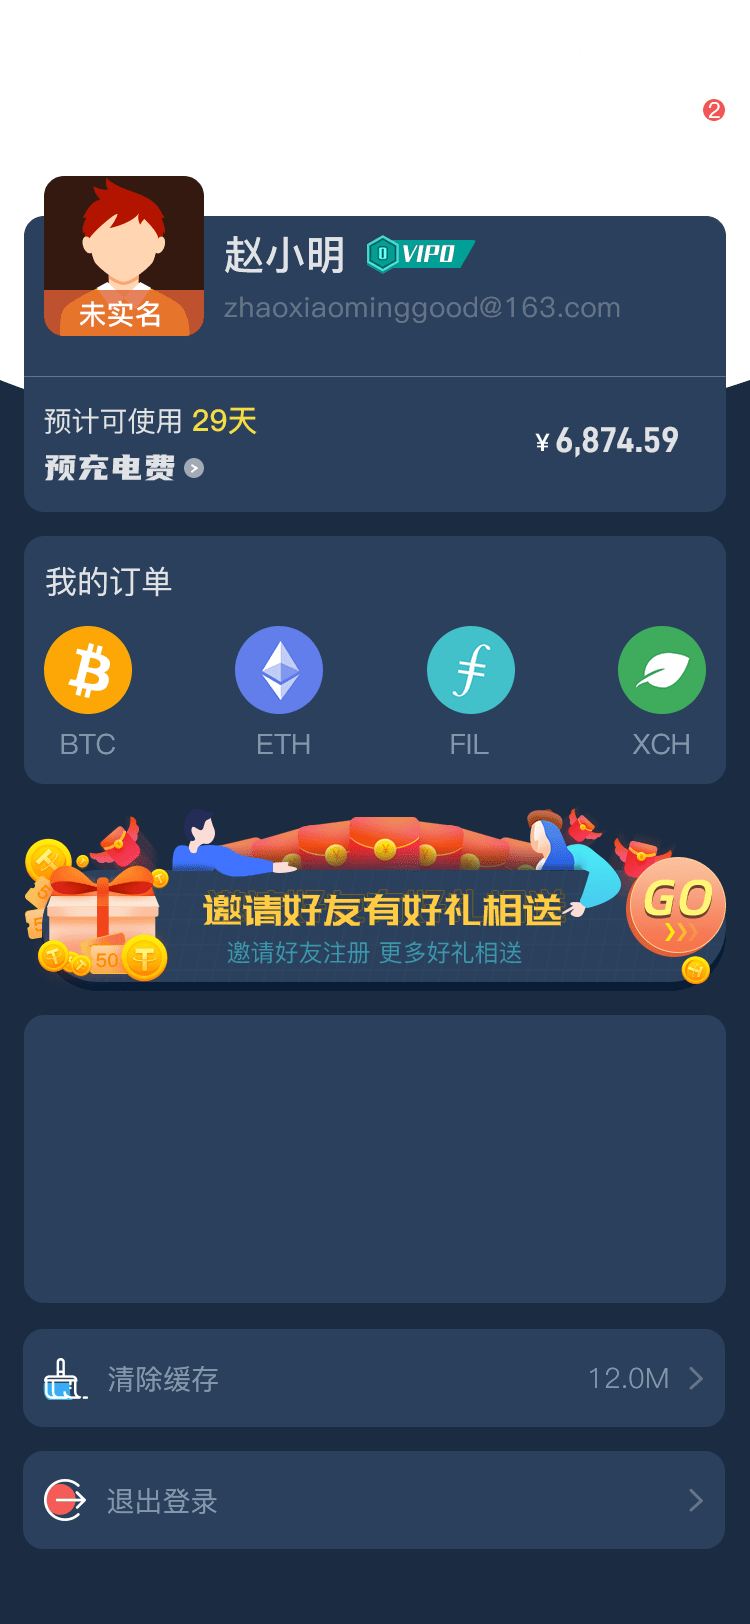 2
赵小明 0 VIP0
zhaoxiaominggood@163.com
未实名
预计可使用 29天
预充电费
¥ 6,874.59
我的订单
BTC ETH FIL XCH
邀请好友有好礼相送
邀请好友注册 更多好礼相送
GO
50
清除缓存 12.0M
退出登录